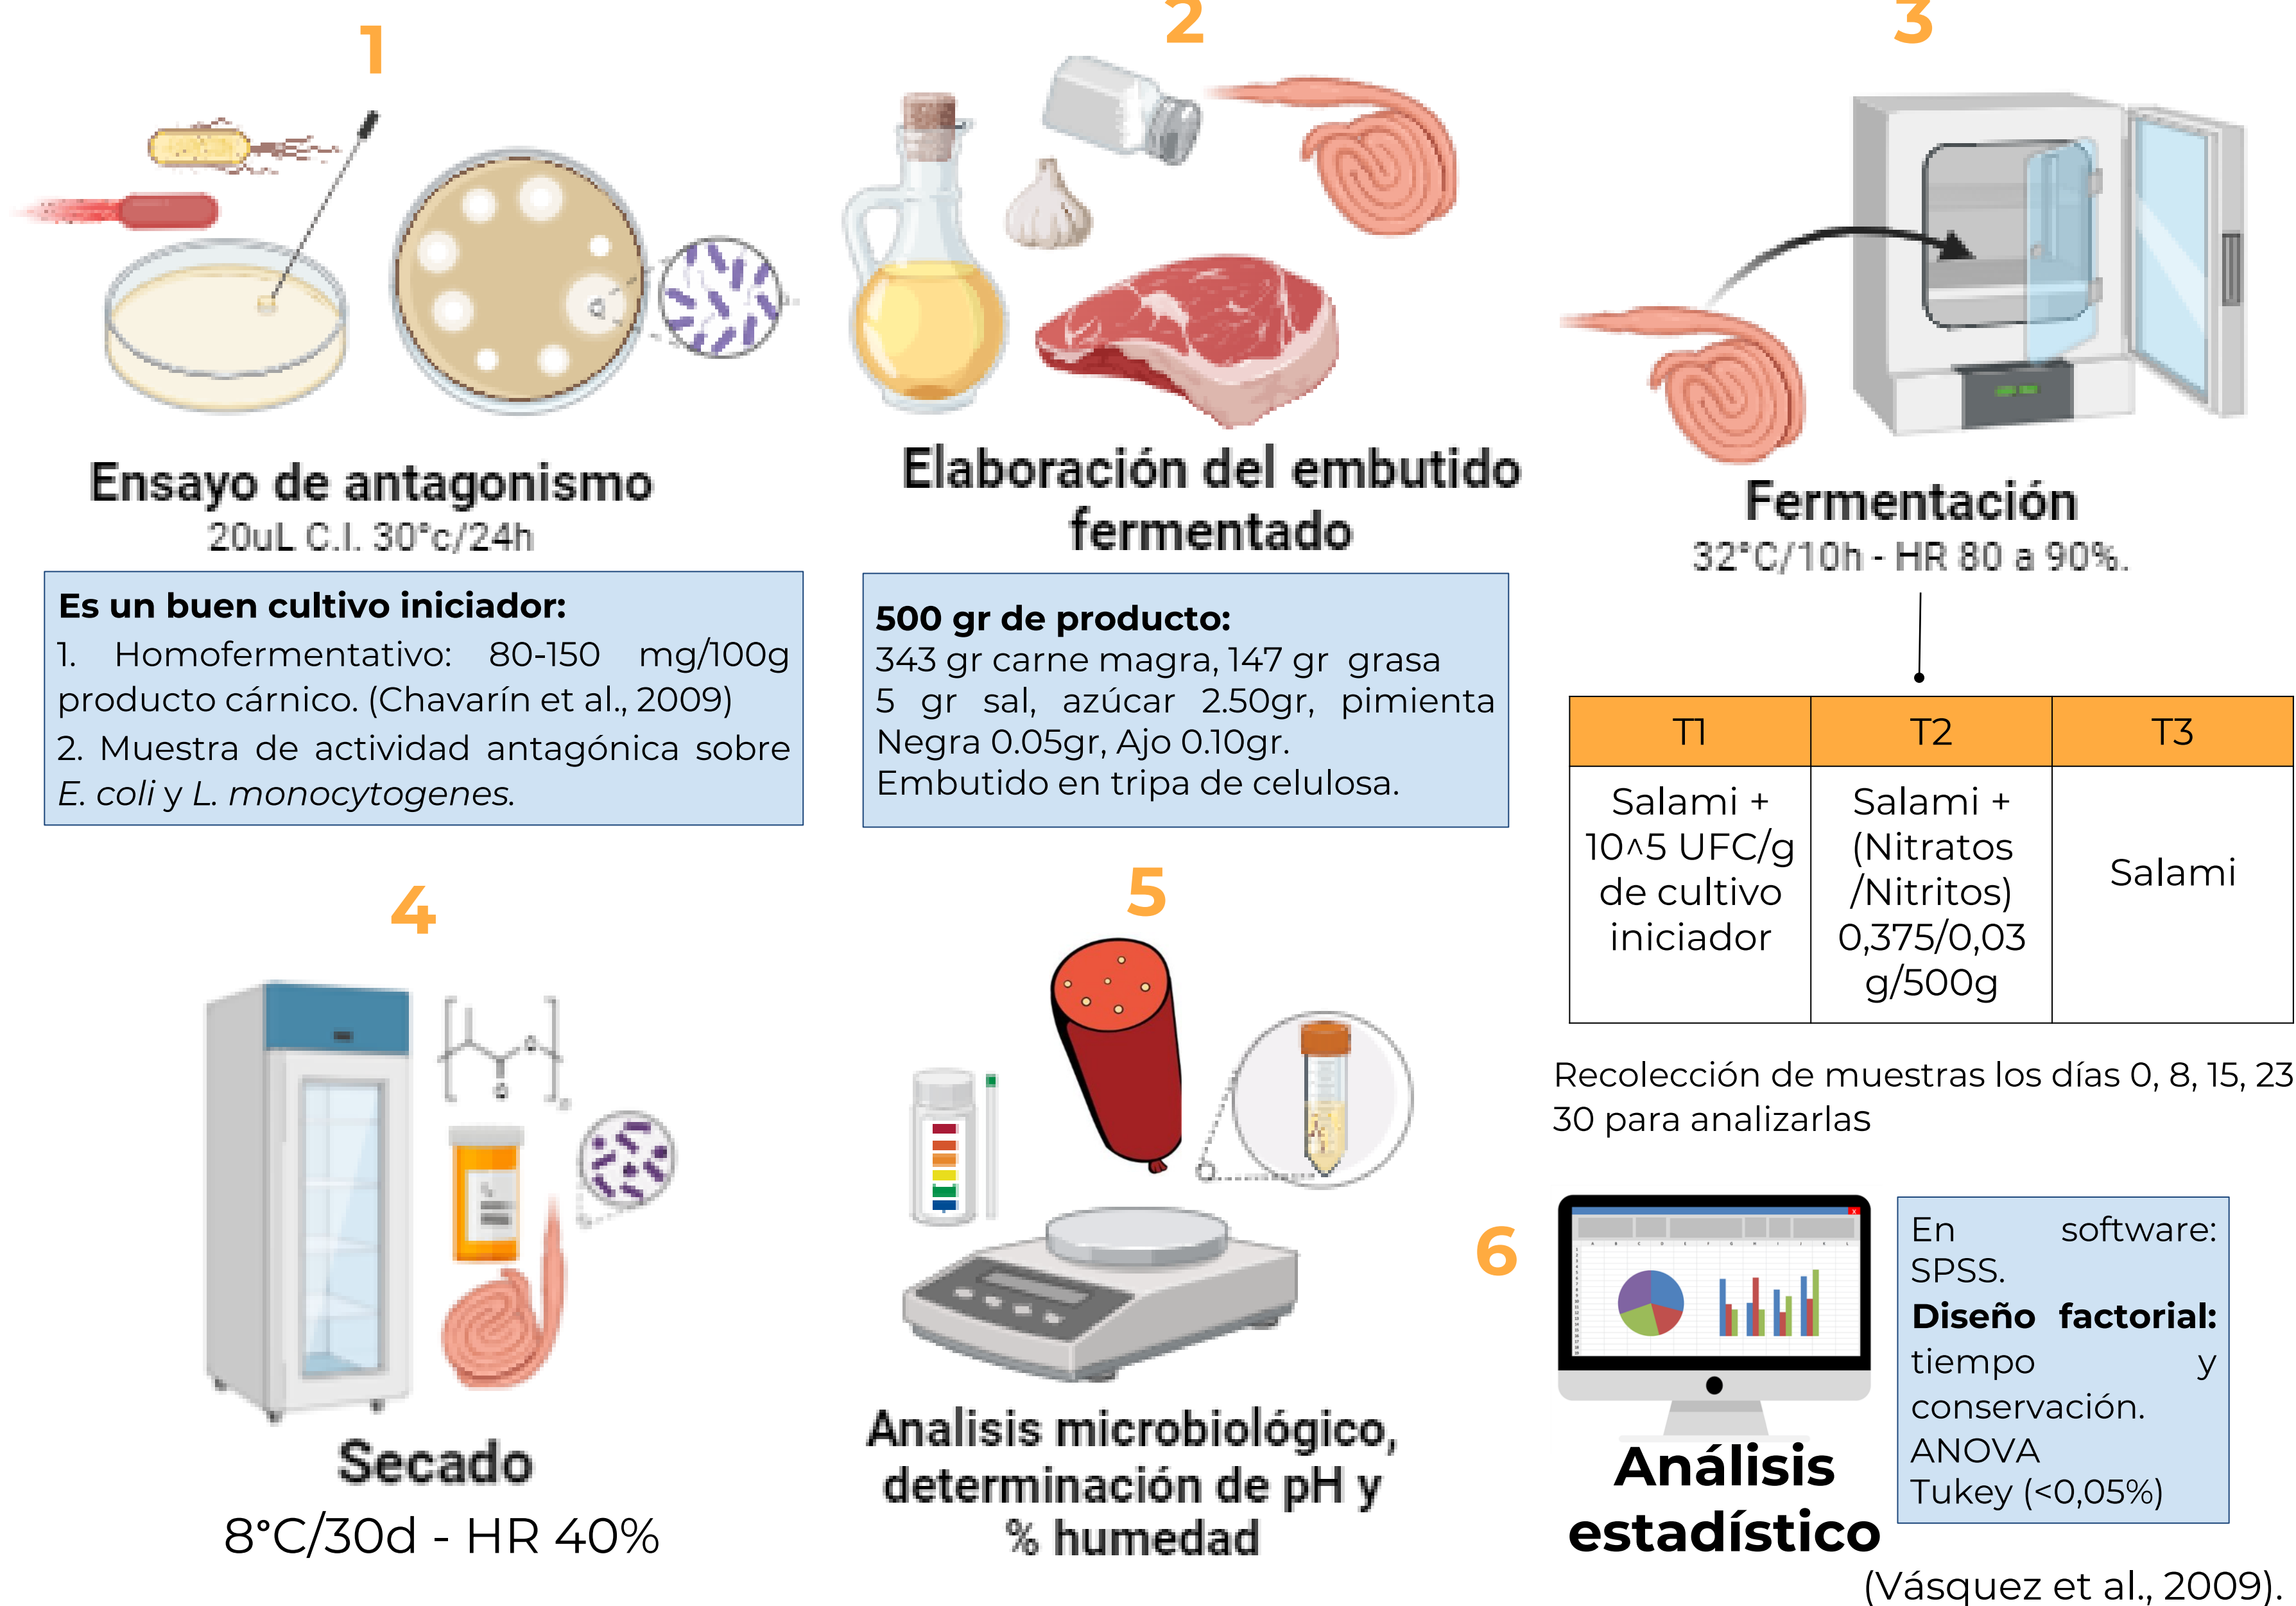 1
Ensayo de antagonismo
20uL C.I. 30°c/24h
Es un buen cultivo iniciador:
1. Homofermentativo: 80-150 mg/100g
producto cárnico. (Chavarín et al., 2009)
2. Muestra de actividad antagónica sobre
E. coli y L. monocytogenes.
2
Elaboración del embutido
fermentado
500 gr de producto:
343 gr carne magra, 147 gr grasa
5 gr sal, azúcar 2.50gr, pimienta
Negra 0.05gr, Ajo 0.10gr.
Embutido en tripa de celulosa.
3
Fermentación
32°C/10h - HR 80 a 90%.
T1
T2
T3
Salami +
10^5 UFC/g
de cultivo
iniciador
Salami +
(Nitratos
/Nitritos)
0,375/0,03
g/500g
Salami
Recolección de muestras los días 0, 8, 15, 23
30 para analizarlas
4
Secado
8°C/30d - HR 40%
5
Analisis microbiológico,
determinación de pH y
% humedad
6
Análisis
estadístico
En software:
SPSS.
Diseño factorial:
tiempo y
conservación.
ANOVA
Tukey (<0,05%)
(Vásquez et al., 2009).